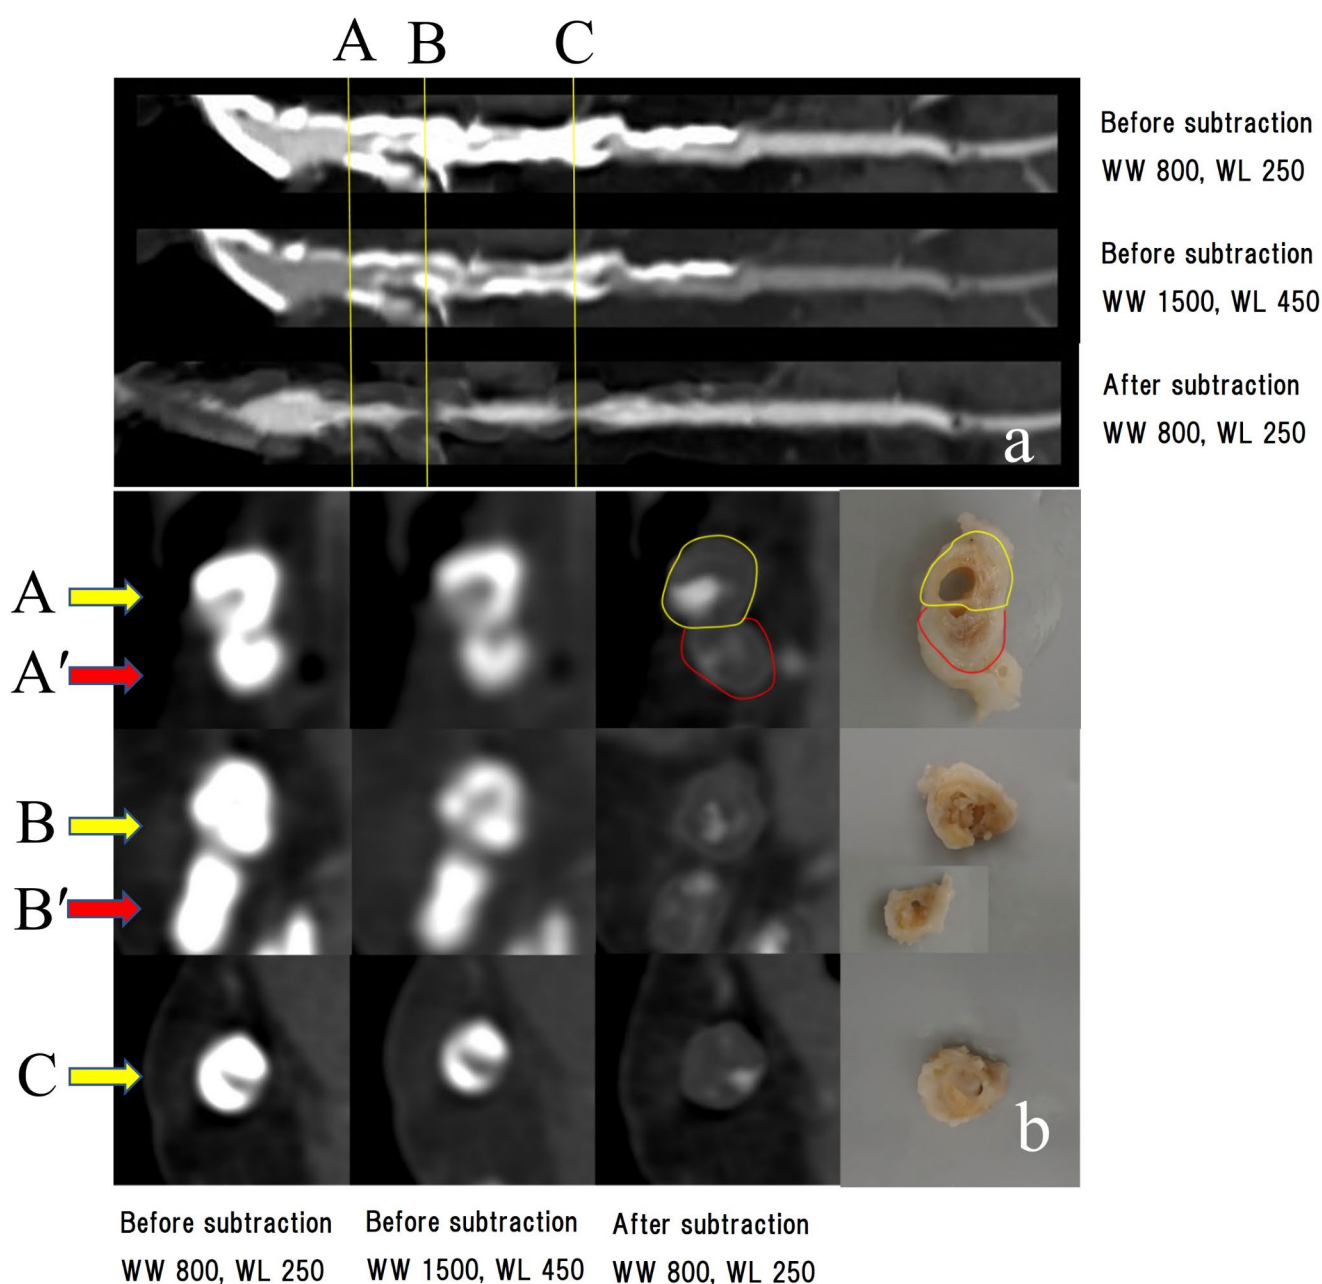 A B C
Before subtraction
WW 800, WL 250
Before subtraction
WW 1500, WL 450
After subtraction
WW 800, WL 250
a
A
A′
B
B′
C
b
Before subtraction
WW 800, WL 250
Before subtraction
WW 1500, WL 450
After subtraction
WW 800, WL 250